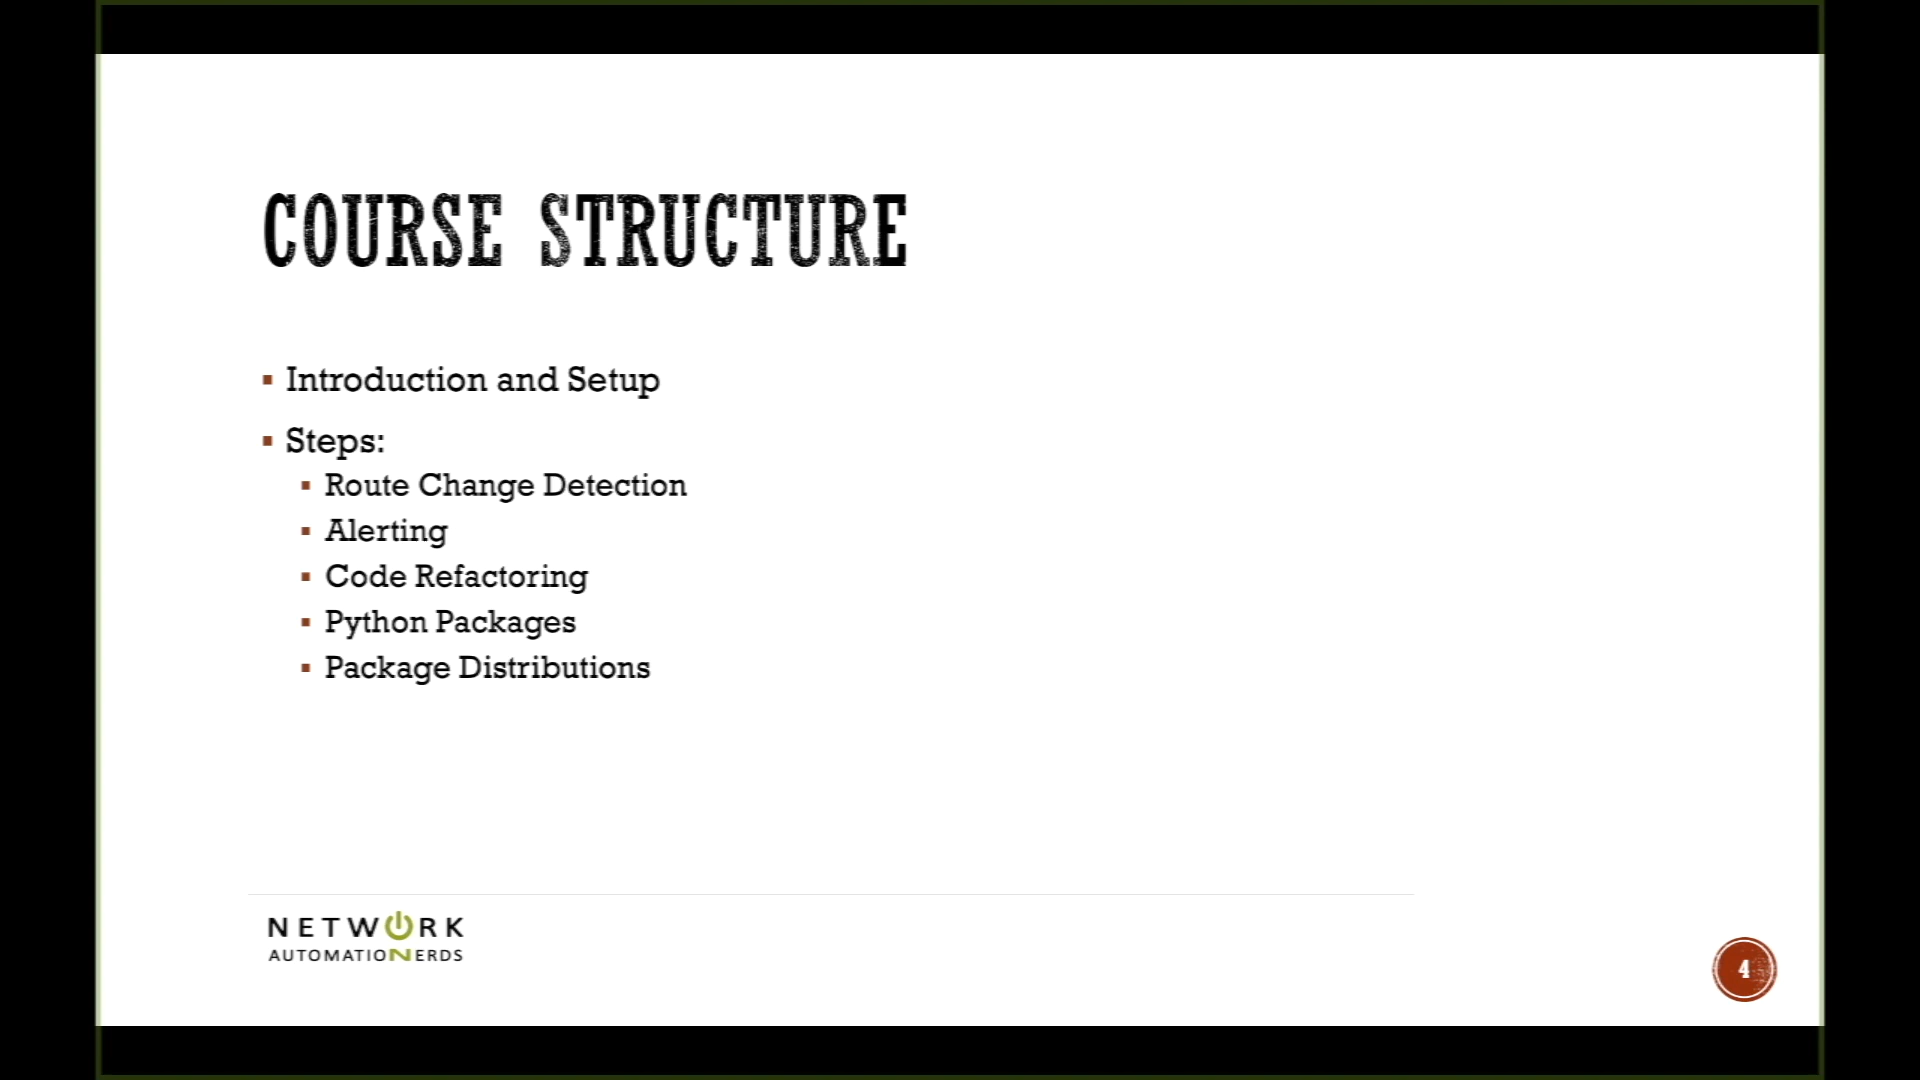 COURSE STRUCTURE
▪ Introduction and Setup
▪ Steps:
▪ Route Change Detection
▪ Alerting
▪ Code Refactoring
▪ Python Packages
▪ Package Distributions
NETWORK
AUTOMATIONERDS
4